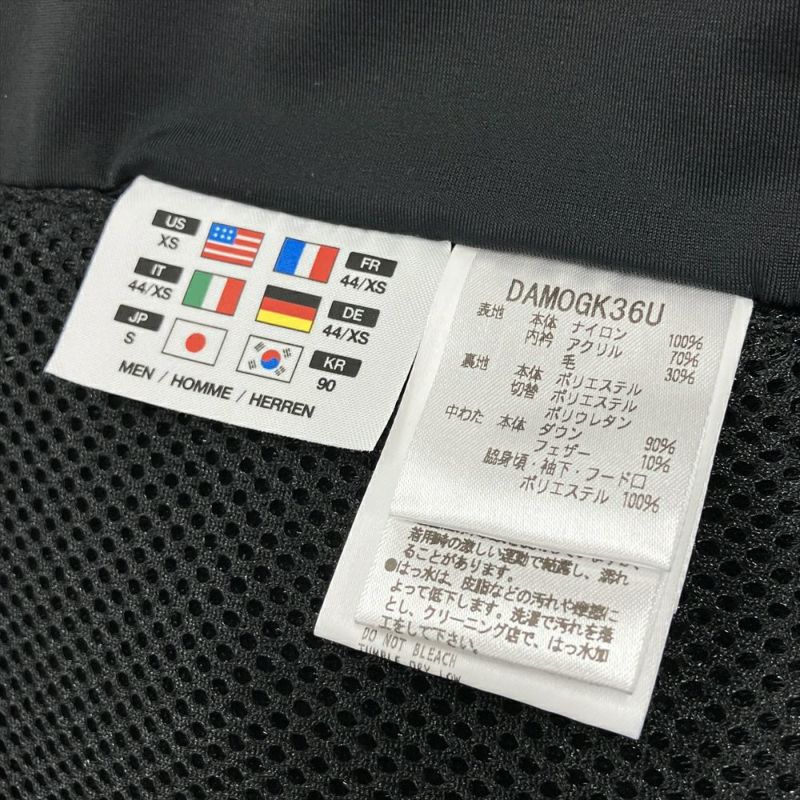 US
XS
FR
44/XS
IT
44/XS
DE
44/XS
JP
S
KR
90
MEN / HOMME / HERREN
DAMOGK36U
表地 本体 ナイロン 100%
内衿 アクリル 70%
毛 30%
裏地 本体 ポリエステル
切替 ポリエステル
ポリウレタン
中わた 本体 ダウン 90%
フェザー 10%
脇身頃・袖下・フード口
ポリエステル 100%
着用時の激しい運動で結露し、濡れ
ることがあります。
●はっ水は、皮脂などの汚れや摩擦に
よって低下します。洗濯で汚れを落
とし、クリーニング店で、はっ水加
工をして下さい。
DO NOT BLEACH
TUMBLE DRY LOW